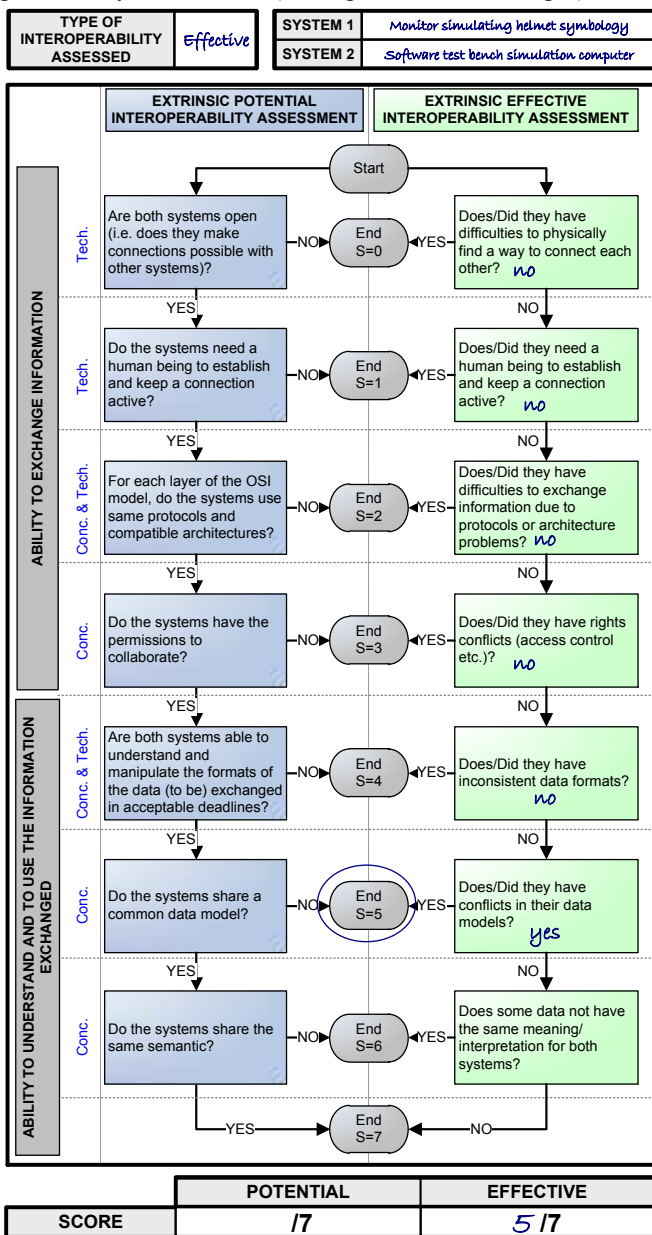 TYPE OF
INTEROPERABILITY
ASSESSED
Effective
SYSTEM 1
Monitor simulating helmet symbology
SYSTEM 2
Software test bench simulation computer
EXTRINSIC POTENTIAL
INTEROPERABILITY ASSESSMENT
EXTRINSIC EFFECTIVE
INTEROPERABILITY ASSESSMENT
Start
ABILITY TO EXCHANGE INFORMATION
Tech.
Are both systems open
(i.e. does they make
connections possible with
other systems)?
NO
End
S=0
YES
Does/Did they have
difficulties to physically
find a way to connect each
other? no
YES
NO
Tech.
Do the systems need a
human being to establish
and keep a connection
active?
NO
End
S=1
YES
Does/Did they need a
human being to establish
and keep a connection
active? no
YES
NO
Conc. & Tech.
For each layer of the OSI
model, do the systems use
same protocols and
compatible architectures?
NO
End
S=2
YES
Does/Did they have
difficulties to exchange
information due to
protocols or architecture
problems? no
YES
NO
Conc.
Do the systems have the
permissions to
collaborate?
NO
End
S=3
YES
Does/Did they have rights
conflicts (access control
etc.)? no
YES
NO
ABILITY TO UNDERSTAND AND TO USE THE INFORMATION
EXCHANGED
Conc. & Tech.
Are both systems able to
understand and
manipulate the formats of
the data (to be) exchanged
in acceptable deadlines?
NO
End
S=4
YES
Does/Did they have
inconsistent data formats?
no
YES
NO
Conc.
Do the systems share a
common data model?
NO
End
S=5
YES
Does/Did they have
conflicts in their data
models?
yes
YES
NO
Conc.
Do the systems share the
same semantic?
NO
End
S=6
YES
Does some data not have
the same meaning/
interpretation for both
systems?
YES
End
S=7
NO
POTENTIAL
EFFECTIVE
SCORE
/7
5 /7